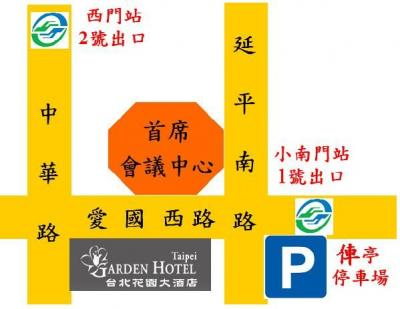 西門站
2號出口
中華路
延平南路
首席
會議中心
小南門站
1號出口
愛國西路
Taipei
GARDEN HOTEL
台北花園大酒店
P
俥亭
停車場